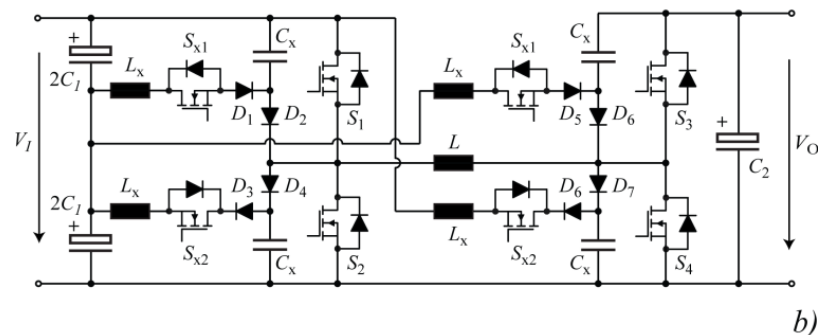 +
2C1
Lx
Sx1
D1
Cx
D2
S1
VI
Lx
Sx1
D5
Cx
D6
S3
L
+
C2
VO
2C1
+
Lx
Sx2
D3
D4
Cx
S2
Lx
Sx2
D6
D7
Cx
S4
b)